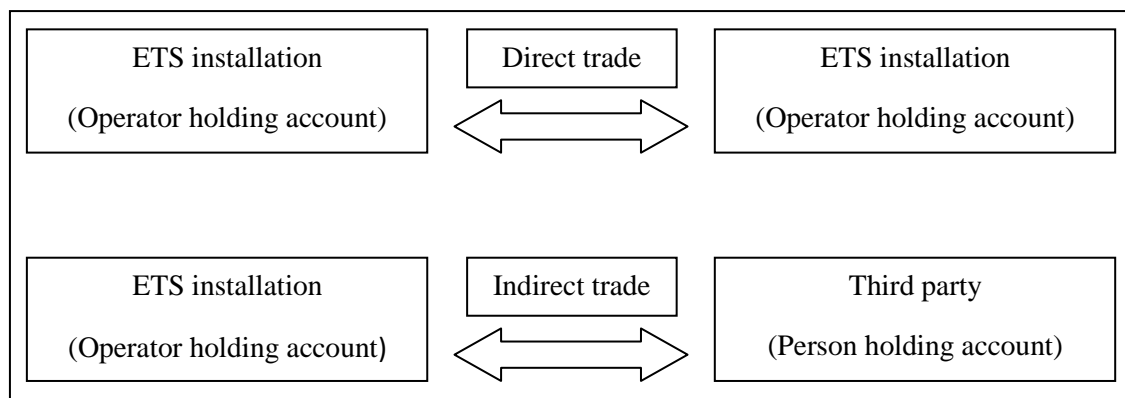 ETS installation
(Operator holding account)
Direct trade
ETS installation
(Operator holding account)
ETS installation
(Operator holding account)
Indirect trade
Third party
(Person holding account)